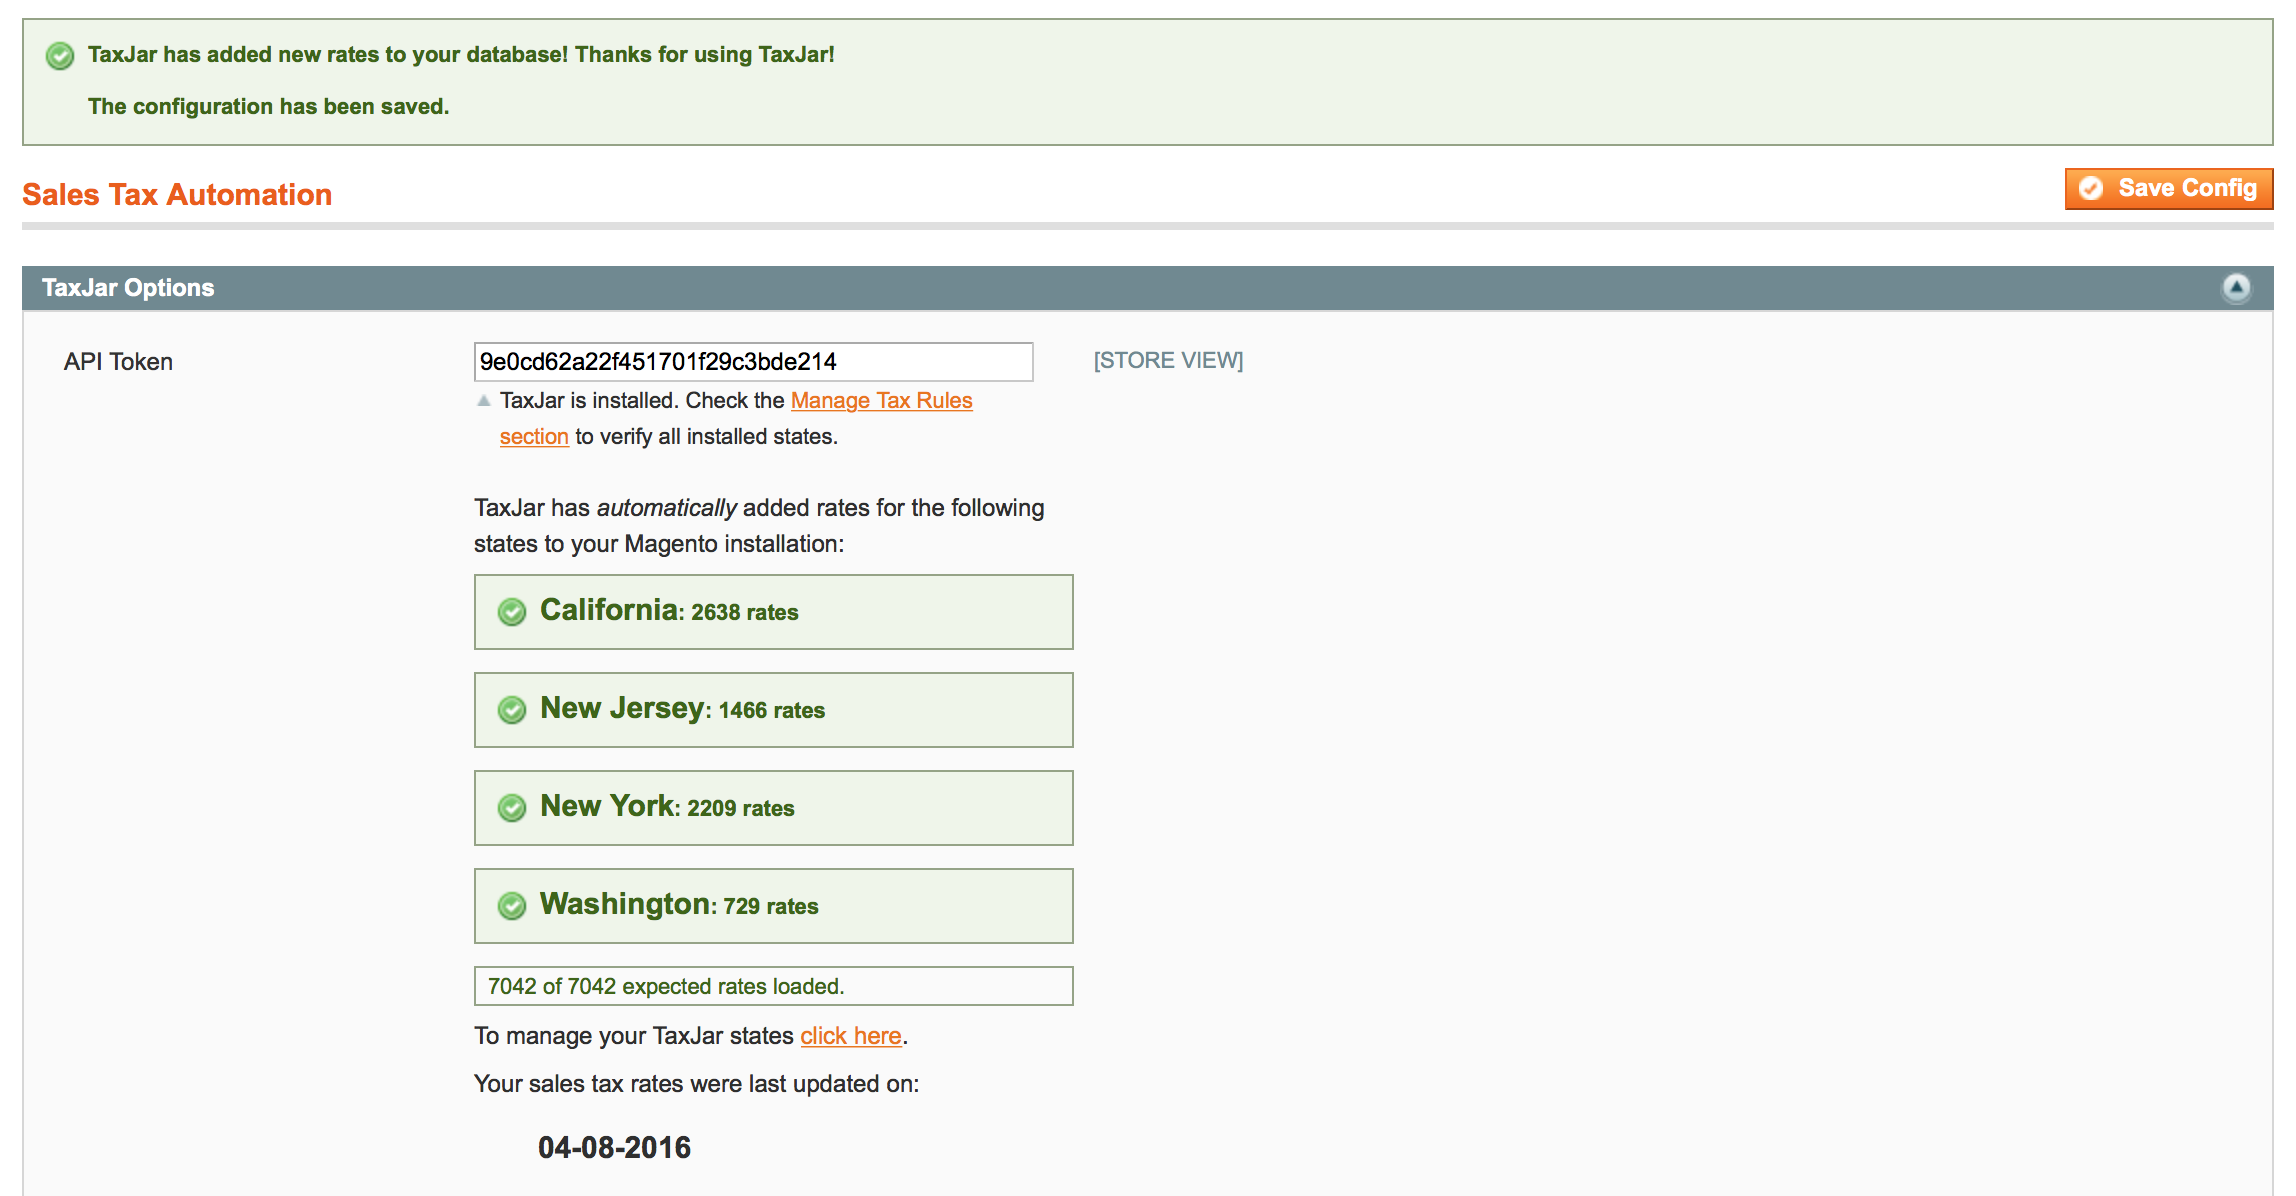 TaxJar has added new rates to your database! Thanks for using TaxJar!
The configuration has been saved.
Sales Tax Automation
Save Config
TaxJar Options
API Token
9e0cd62a22f451701f29c3bde214
[STORE VIEW]
TaxJar is installed. Check the Manage Tax Rules
section to verify all installed states.
TaxJar has automatically added rates for the following
states to your Magento installation:
California: 2638 rates
New Jersey: 1466 rates
New York: 2209 rates
Washington: 729 rates
7042 of 7042 expected rates loaded.
To manage your TaxJar states click here.
Your sales tax rates were last updated on:
04-08-2016